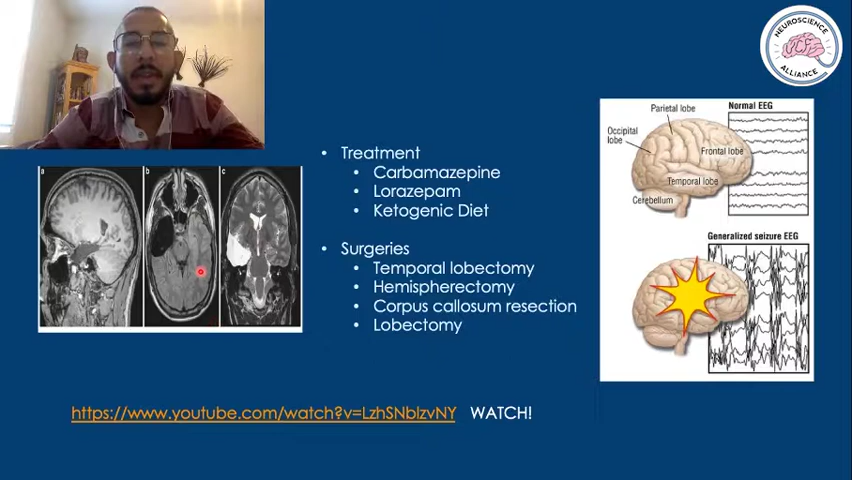 NEUROSCIENCE
UCF
ALLIANCE
• Treatment
• Carbamazepine
• Lorazepam
• Ketogenic Diet
• Surgeries
• Temporal lobectomy
• Hemispherectomy
• Corpus callosum resection
• Lobectomy
a
b
c
Parietal lobe
Normal EEG
Occipital
lobe
Frontal lobe
Temporal lobe
Cerebellum
Generalized seizure EEG
https://www.youtube.com/watch?v=LzhSNblzvNY WATCH!